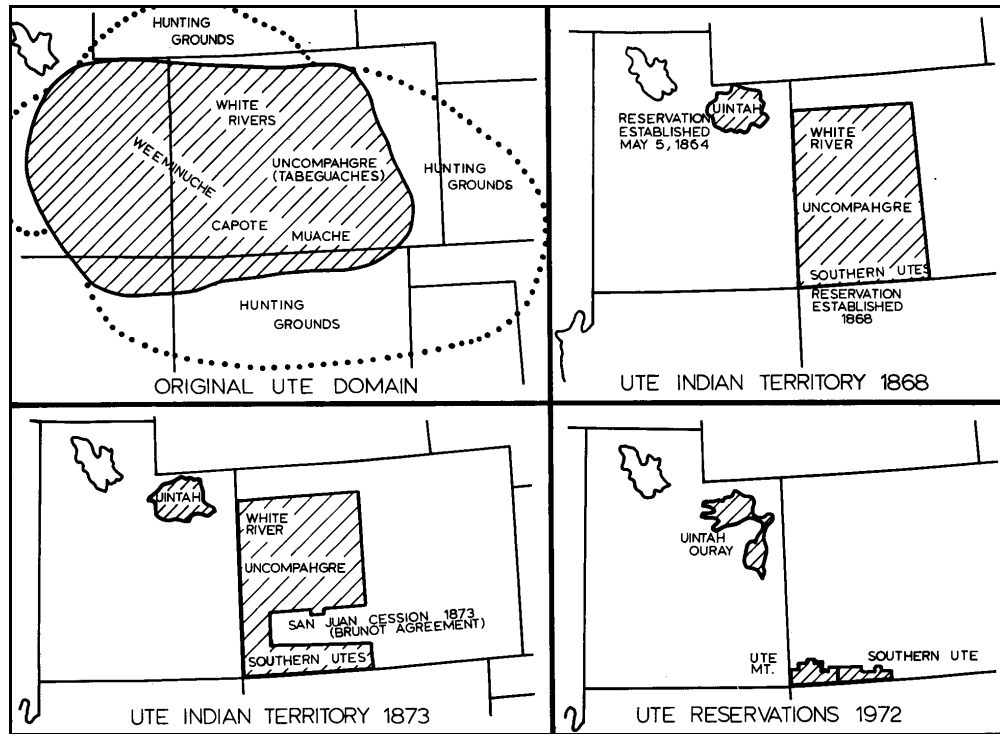 HUNTING
GROUNDS
WHITE
RIVERS
WEEMINUCHE
UNCOMPAHGRE
(TABEGUACHES)
HUNTING
GROUNDS
CAPOTE
MUACHE
HUNTING
GROUNDS
ORIGINAL UTE DOMAIN
UINTAH
RESERVATION
ESTABLISHED
MAY 5, 1864
WHITE
RIVER
UNCOMPAHGRE
SOUTHERN UTES
RESERVATION
ESTABLISHED
1868
UTE INDIAN TERRITORY 1868
UINTAH
WHITE
RIVER
UNCOMPAHGRE
SAN JUAN CESSION 1873
(BRUNOT AGREEMENT)
SOUTHERN UTES
UTE INDIAN TERRITORY 1873
UINTAH
OURAY
UTE
MT.
SOUTHERN UTE
UTE RESERVATIONS 1972